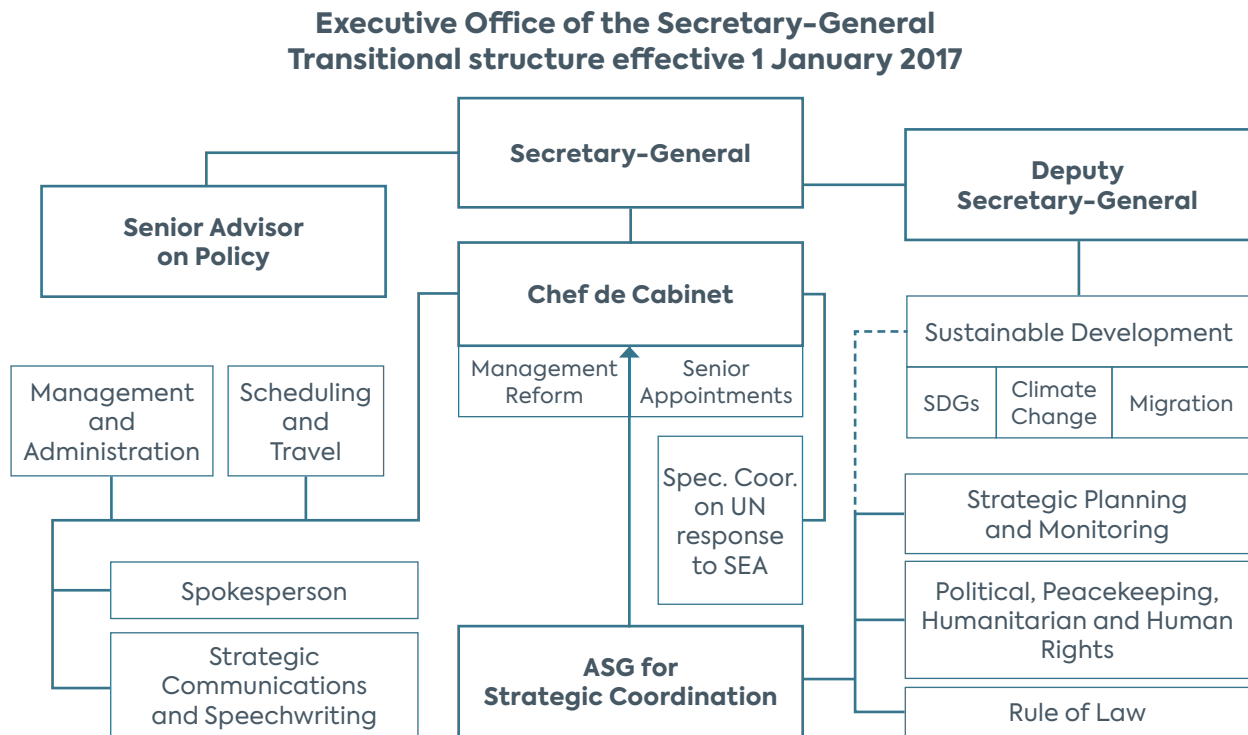 Executive Office of the Secretary-General
Transitional structure effective 1 January 2017
Secretary-General
Deputy
Secretary-General
Senior Advisor
on Policy
Chef de Cabinet
Management
Reform
Senior
Appointments
Sustainable Development
SDGs
Climate
Change
Migration
Management
and
Administration
Scheduling
and
Travel
Spec. Coor.
on UN
response
to SEA
Strategic Planning
and Monitoring
Spokesperson
Political, Peacekeeping,
Humanitarian and Human
Rights
Strategic
Communications
and Speechwriting
ASG for
Strategic Coordination
Rule of Law